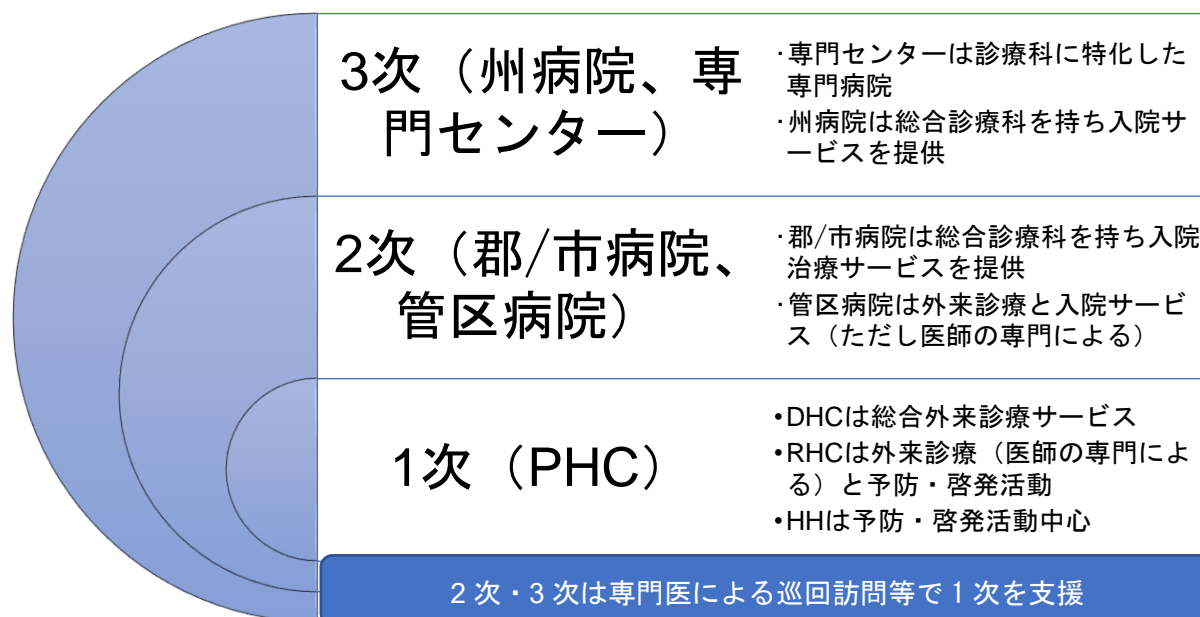 3次（州病院、専
門センター）
・専門センターは診療科に特化した
専門病院
・州病院は総合診療科を持ち入院サ
ービスを提供
2次（郡/市病院、
管区病院）
・郡/市病院は総合診療科を持ち入院
治療サービスを提供
・管区病院は外来診療と入院サービ
ス（ただし医師の専門による）
1次（PHC）
•DHCは総合外来診療サービス
•RHCは外来診療（医師の専門によ
る）と予防・啓発活動
•HHは予防・啓発活動中心
２次・３次は専門医による巡回訪問等で１次を支援